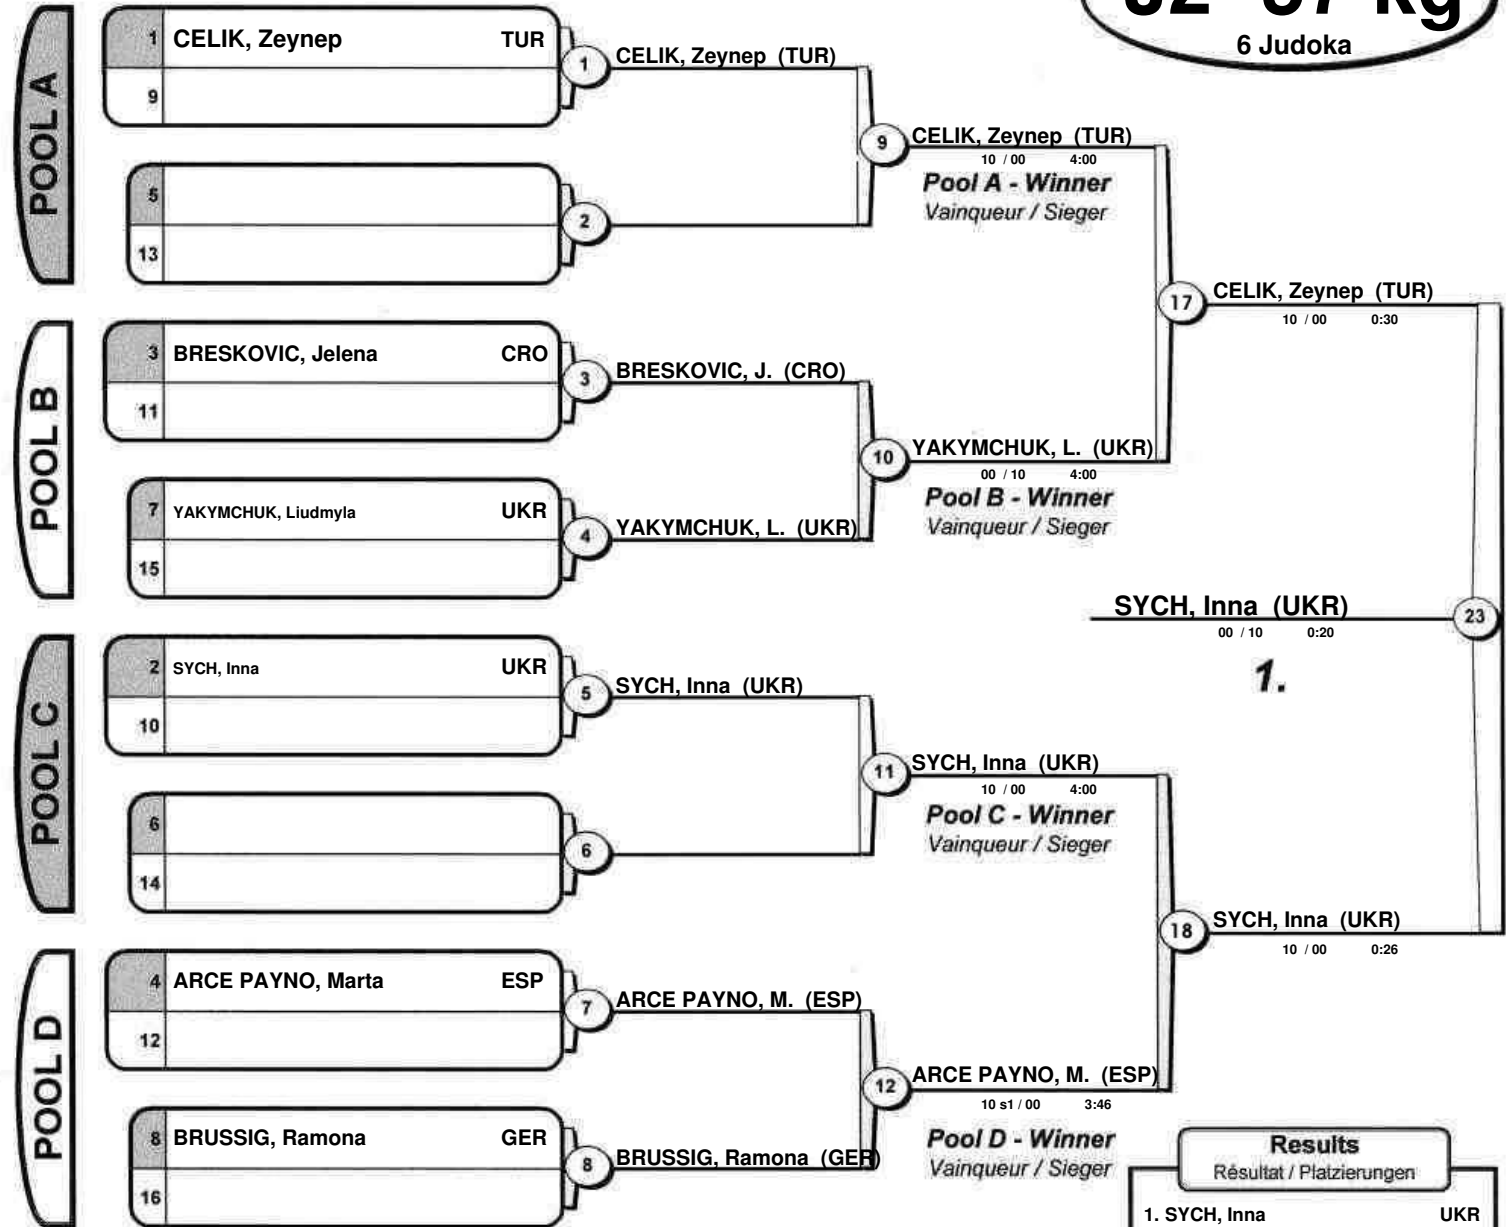 6 Judoka
POOL A
1 CELIK, Zeynep TUR
9
5
13
1 CELIK, Zeynep (TUR)
2
9 CELIK, Zeynep (TUR)
10 / 00 4:00
Pool A - Winner
Vainqueur / Sieger
POOL B
3 BRESKOVIC, Jelena CRO
11
7 YAKYMCHUK, Liudmyla UKR
15
3 BRESKOVIC, J. (CRO)
4 YAKYMCHUK, L. (UKR)
10 YAKYMCHUK, L. (UKR)
00 / 10 4:00
Pool B - Winner
Vainqueur / Sieger
17 CELIK, Zeynep (TUR)
10 / 00 0:30
SYCH, Inna (UKR) 23
00 / 10 0:20
1.
POOL C
2 SYCH, Inna UKR
10
6
14
5 SYCH, Inna (UKR)
6
11 SYCH, Inna (UKR)
10 / 00 4:00
Pool C - Winner
Vainqueur / Sieger
18 SYCH, Inna (UKR)
10 / 00 0:26
POOL D
4 ARCE PAYNO, Marta ESP
12
8 BRUSSIG, Ramona GER
16
7 ARCE PAYNO, M. (ESP)
8 BRUSSIG, Ramona (GER)
12 ARCE PAYNO, M. (ESP)
10 s1 / 00 3:46
Pool D - Winner
Vainqueur / Sieger
Results
Résultat / Platzierungen
1. SYCH, Inna UKR